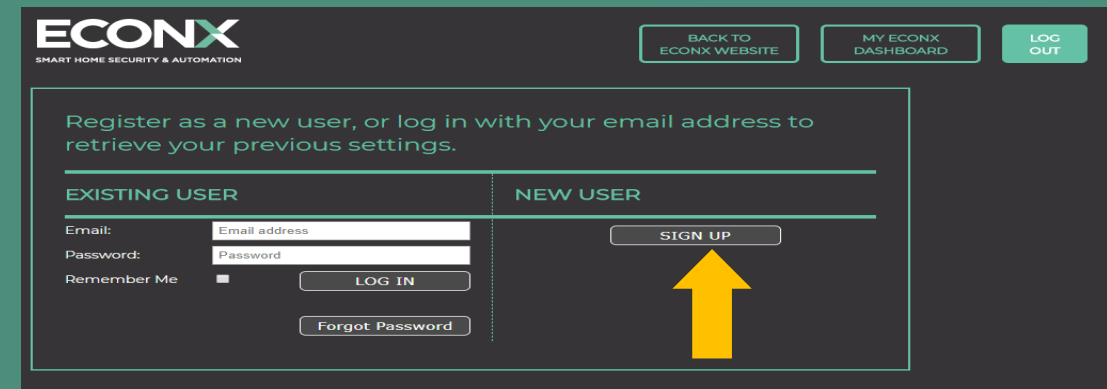 ECONX
SMART HOME SECURITY & AUTOMATION
BACK TO
ECONX WEBSITE
MY ECONX
DASHBOARD
LOG
OUT
Register as a new user, or log in with your email address to
retrieve your previous settings.
EXISTING USER
NEW USER
Email:
Email address
SIGN UP
Password:
Password
Remember Me
LOG IN
Forgot Password